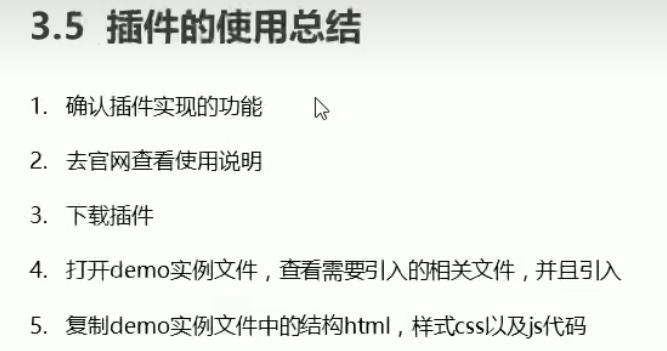 3.5 插件的使用总结
1. 确认插件实现的功能
2. 去官网查看使用说明
3. 下载插件
4. 打开demo实例文件，查看需要引入的相关文件，并且引入
5. 复制demo实例文件中的结构html，样式css以及js代码